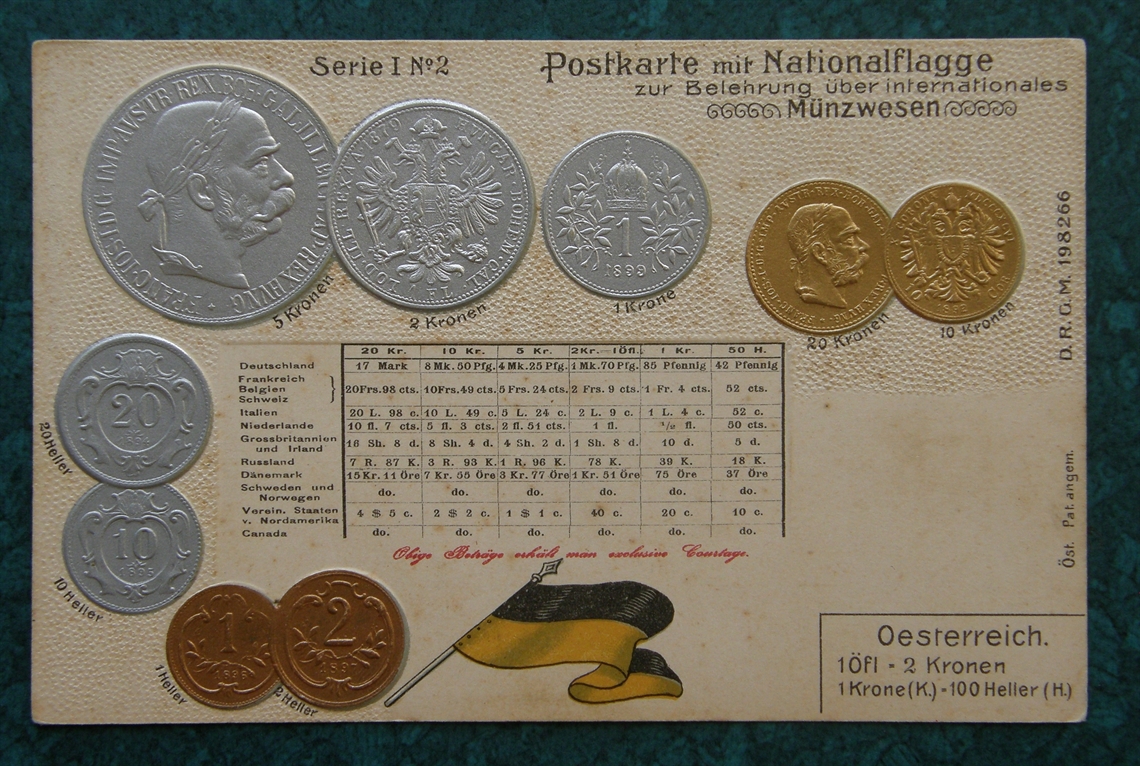 Serie I Nº 2
Postkarte mit Nationalflagge
zur Belehrung über internationales
Münzwesen
5 Kronen
2 Kronen
1
1899
1 Krone
20 Kronen
10 Kronen
D. R. G. M. 198266
Öst. Pat. angem.
20
20 Heller
10
10 Heller
1
1 Heller
2
1897
2 Heller
20 Kr. 10 Kr. 5 Kr. 2Kr.=1Öfl. 1 Kr. 50 H.
Deutschland 17 Mark 8 Mk. 50 Pfg. 4 Mk. 25 Pfg. 1 Mk. 70 Pfg. 85 Pfennig 42 Pfennig
Frankreich
Belgien 20Frs.98 cts. 10Frs.49 cts. 5 Frs. 24 cts. 2 Frs. 9 cts. 1 Fr. 4 cts. 52 cts.
Schweiz
Italien 20 L. 98 c. 10 L. 49 c. 5 L. 24 c. 2 L. 9 c. 1 L. 4 c. 52 c.
Niederlande 10 fl. 7 cts. 5 fl. 3 cts. 2 fl. 51 cts. 1 fl. ½ fl. 50 cts.
Grossbritannien
und Irland 16 Sh. 8 d. 8 Sh. 4 d. 4 Sh. 2 d. 1 Sh. 8 d. 10 d. 5 d.
Russland 7 R. 87 K. 3 R. 93 K. 1 R. 96 K. 78 K. 39 K. 18 K.
Dänemark 15 Kr. 11 Öre 7 Kr. 55 Öre 3 Kr. 77 Öre 1 Kr. 51 Öre 75 Öre 37 Öre
Schweden und
Norwegen do. do. do. do. do. do.
Verein. Staaten
v. Nordamerika 4 $ 5 c. 2 $ 2 c. 1 $ 1 c. 40 c. 20 c. 10 c.
Canada do. do. do. do. do. do.
Obige Beträge erhält man exclusive Courtage.
Oesterreich.
1 Öfl = 2 Kronen
1 Krone (K.) = 100 Heller (H.)